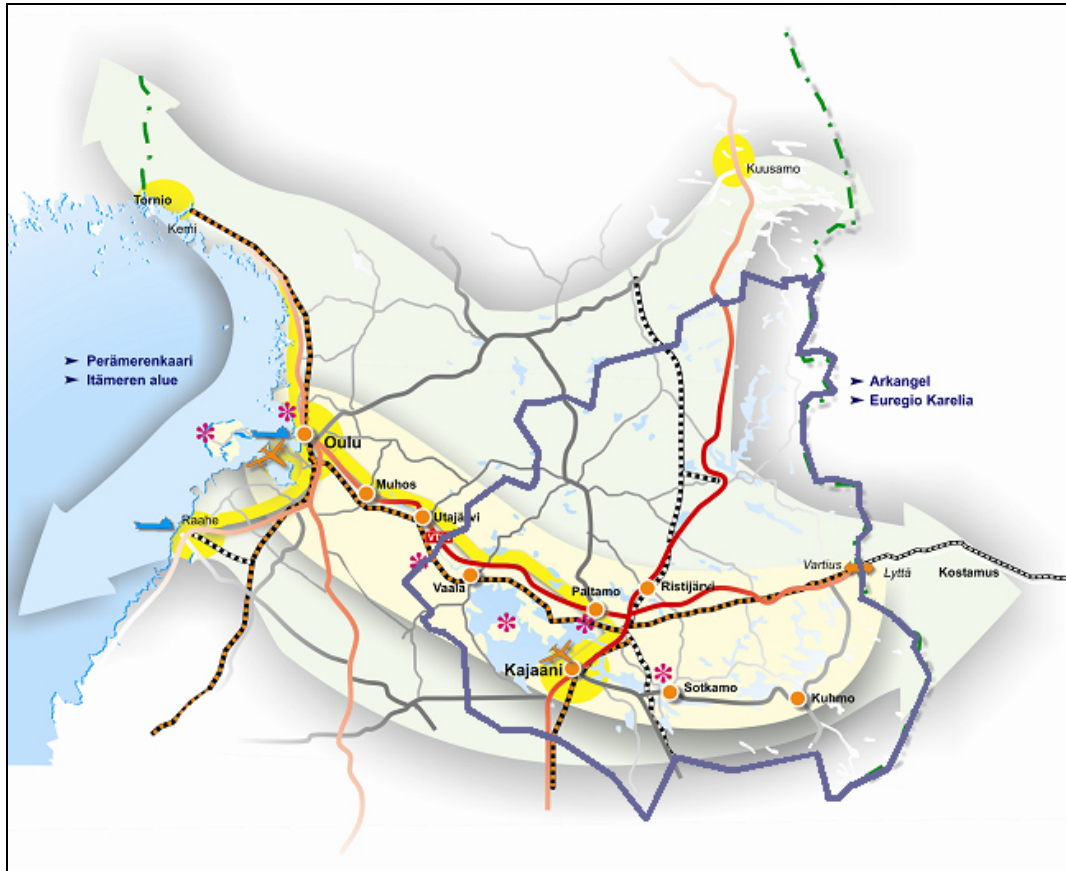 Kuusamo
Tornio
Kemi
➤ Perämerenkaari
➤ Itämeren alue
➤ Arkangel
➤ Euregio Karelia
Oulu
Muhos
Raahe
Utajärvi
Vaala
Vartius
Lyttä
Kostamus
Paltamo
Ristijärvi
Kajaani
Sotkamo
Kuhmo